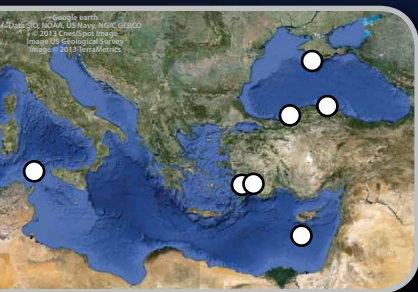 Google earth
Data SIO, NOAA, US Navy, NGA, GEBCO
© 2013 Cnes/Spot Image
Image US Geological Survey
Image © 2013 TerraMetrics